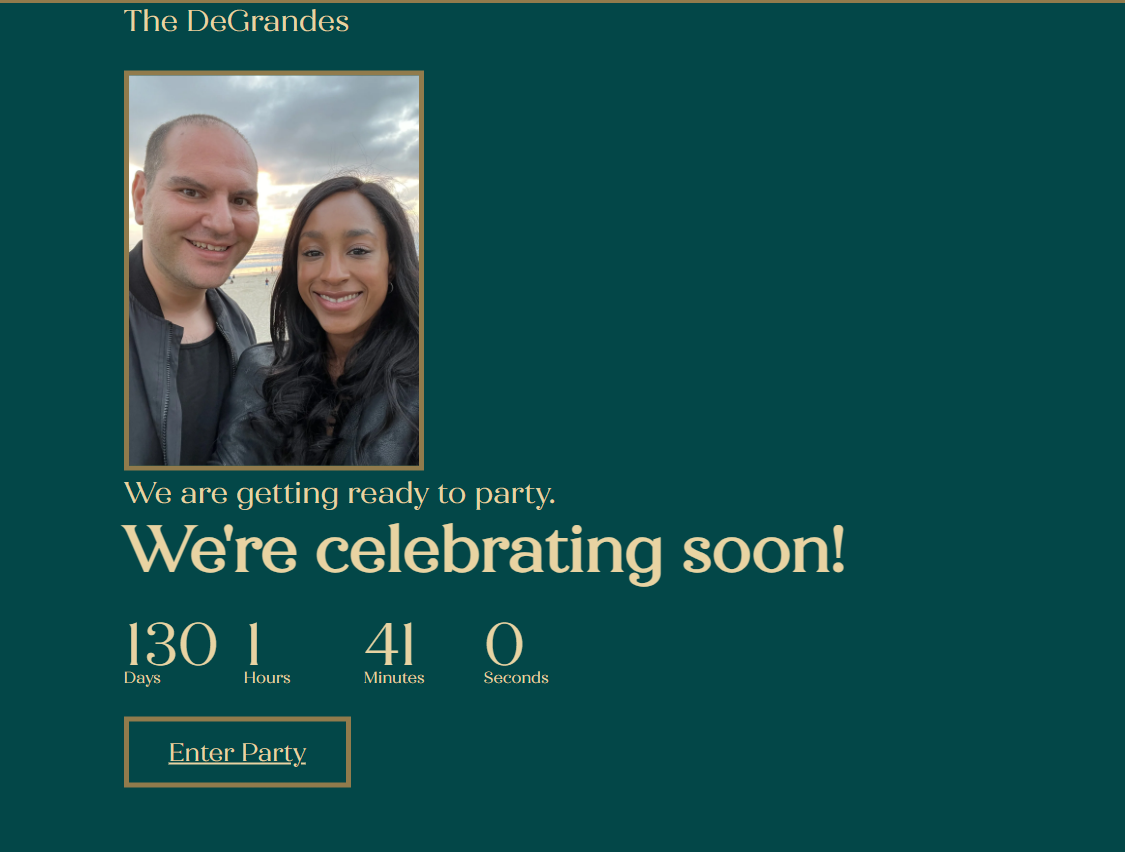 The DeGrandes
We are getting ready to party.
We're celebrating soon!
130 1 41 0
Days Hours Minutes Seconds
Enter Party